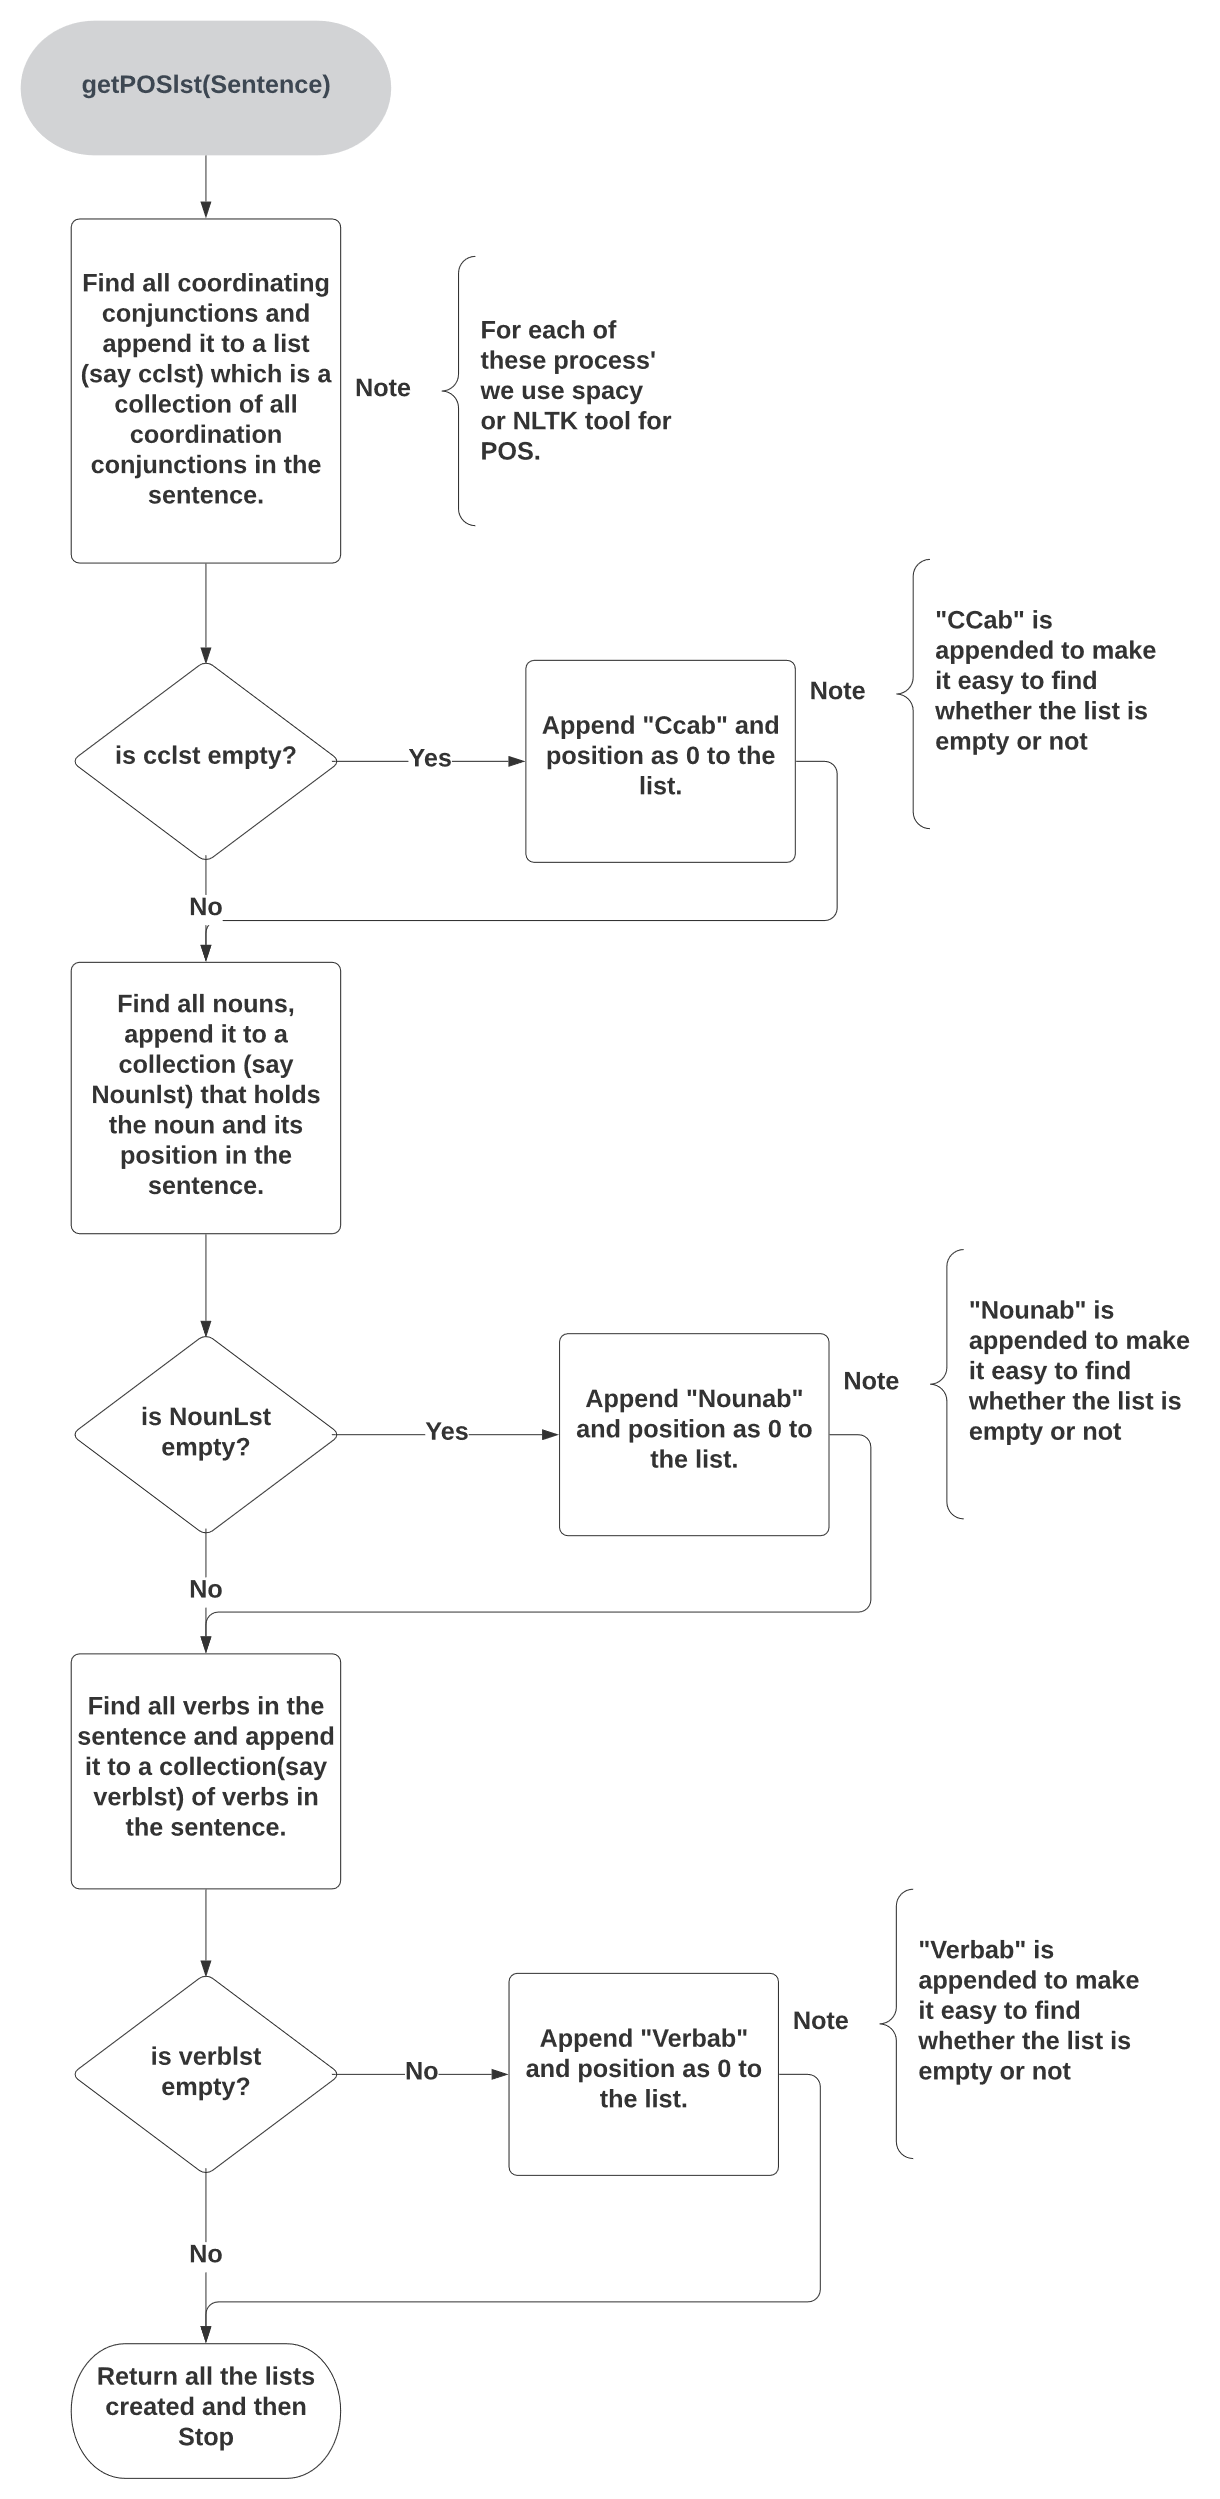 getPOSlst(Sentence)
Find all coordinating
conjunctions and
append it to a list
(say cclst) which is a
collection of all
coordination
conjunctions in the
sentence.
Note
For each of
these process'
we use spacy
or NLTK tool for
POS.
is cclst empty?
Yes
Append "Ccab" and
position as 0 to the
list.
Note
"CCab" is
appended to make
it easy to find
whether the list is
empty or not
No
Find all nouns,
append it to a
collection (say
Nounlst) that holds
the noun and its
position in the
sentence.
is NounLst
empty?
Yes
Append "Nounab"
and position as 0 to
the list.
Note
"Nounab" is
appended to make
it easy to find
whether the list is
empty or not
No
Find all verbs in the
sentence and append
it to a collection(say
verblst) of verbs in
the sentence.
is verblst
empty?
No
Append "Verbab"
and position as 0 to
the list.
Note
"Verbab" is
appended to make
it easy to find
whether the list is
empty or not
No
Return all the lists
created and then
Stop